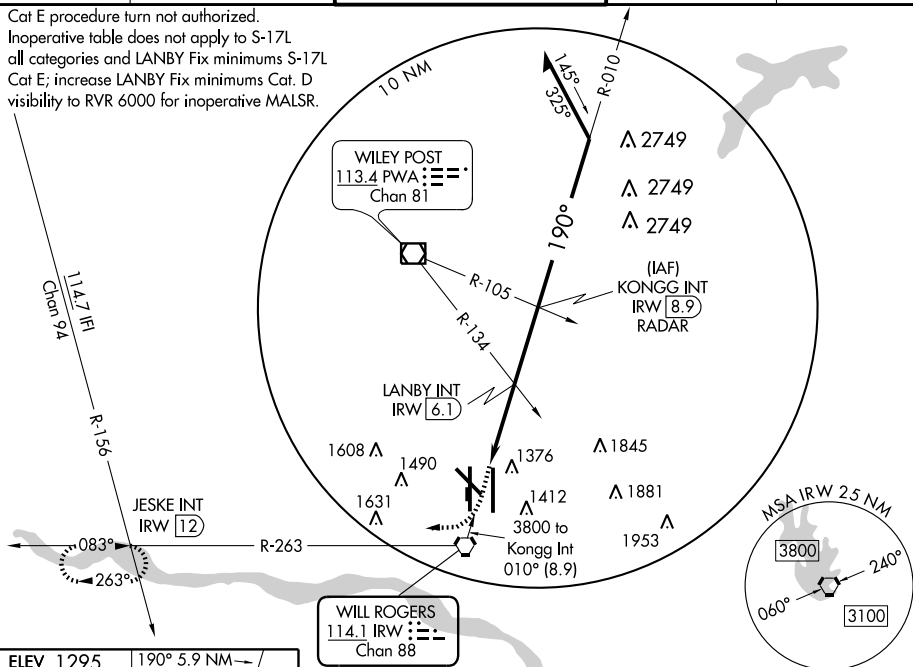 Cat E procedure turn not authorized.
Inoperative table does not apply to S-17L
all categories and LANBY Fix minimums S-17L
Cat E; increase LANBY Fix minimums Cat. D
visibility to RVR 6000 for inoperative MALSR.
10 NM
145°
325°
R-010
2749
2749
2749
WILEY POST
113.4 PWA
Chan 81
190°
R-105
R-134
(IAF)
KONGG INT
IRW 8.9
RADAR
114.7 IFI
Chan 94
R-156
LANBY INT
IRW 6.1
1608
1490
1631
1376
1412
1845
1881
1953
JESKE INT
IRW 12
083°
263°
R-263
3800 to
Kongg Int
010° (8.9)
WILL ROGERS
114.1 IRW
Chan 88
MSA IRW 25 NM
3800
240°
060°
3100
ELEV 1295
190° 5.9 NM